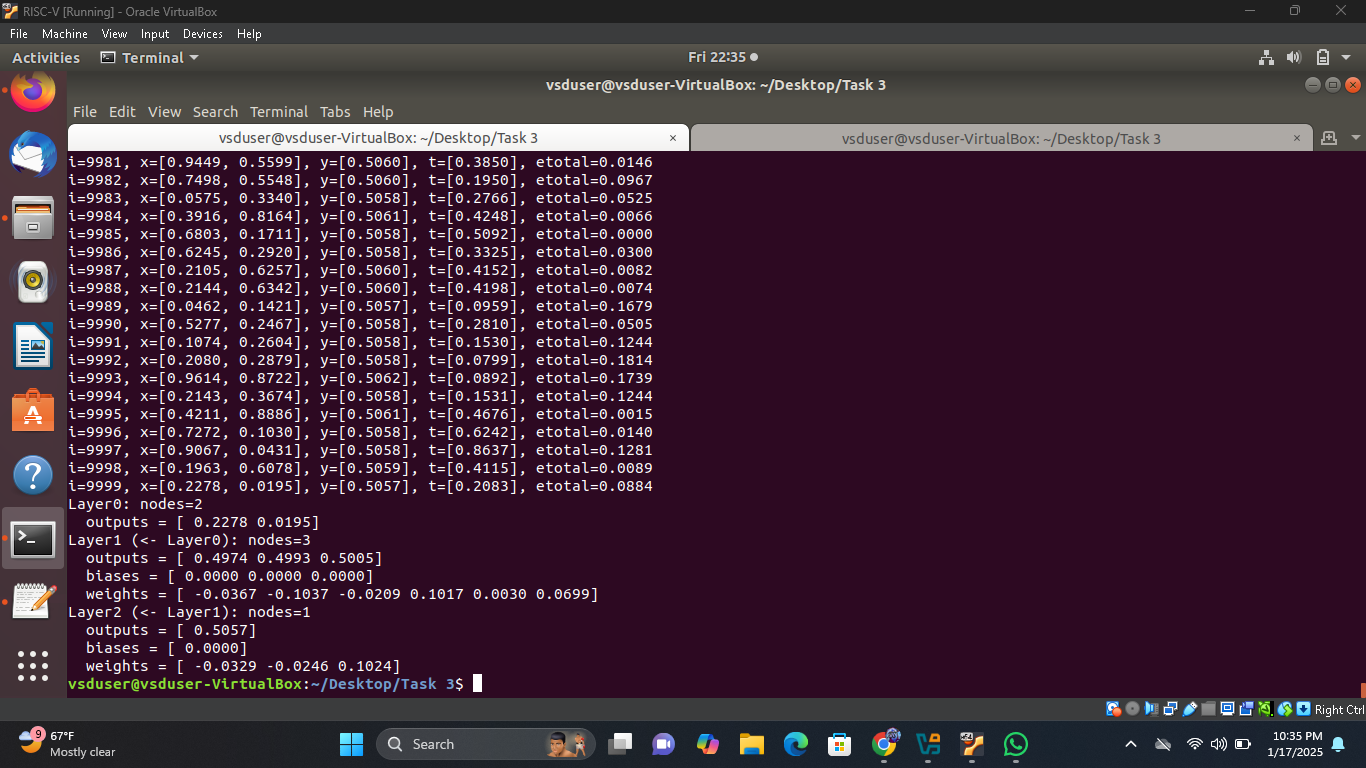 RISC-V [Running] - Oracle VirtualBox
File Machine View Input Devices Help
Activities Terminal Fri 22:35
vsduser@vsduser-VirtualBox: ~/Desktop/Task 3
File Edit View Search Terminal Tabs Help
vsduser@vsduser-VirtualBox: ~/Desktop/Task 3 × vsduser@vsduser-VirtualBox: ~/Desktop/Task 3 ×
i=9981, x=[0.9449, 0.5599], y=[0.5060], t=[0.3850], etotal=0.0146
i=9982, x=[0.7498, 0.5548], y=[0.5060], t=[0.1950], etotal=0.0967
i=9983, x=[0.0575, 0.3340], y=[0.5058], t=[0.2766], etotal=0.0525
i=9984, x=[0.3916, 0.8164], y=[0.5061], t=[0.4248], etotal=0.0066
i=9985, x=[0.6803, 0.1711], y=[0.5058], t=[0.5092], etotal=0.0000
i=9986, x=[0.6245, 0.2920], y=[0.5058], t=[0.3325], etotal=0.0300
i=9987, x=[0.2105, 0.6257], y=[0.5060], t=[0.4152], etotal=0.0082
i=9988, x=[0.2144, 0.6342], y=[0.5060], t=[0.4198], etotal=0.0074
i=9989, x=[0.0462, 0.1421], y=[0.5057], t=[0.0959], etotal=0.1679
i=9990, x=[0.5277, 0.2467], y=[0.5058], t=[0.2810], etotal=0.0505
i=9991, x=[0.1074, 0.2604], y=[0.5058], t=[0.1530], etotal=0.1244
i=9992, x=[0.2080, 0.2879], y=[0.5058], t=[0.0799], etotal=0.1814
i=9993, x=[0.9614, 0.8722], y=[0.5062], t=[0.0892], etotal=0.1739
i=9994, x=[0.2143, 0.3674], y=[0.5058], t=[0.1531], etotal=0.1244
i=9995, x=[0.4211, 0.8886], y=[0.5061], t=[0.4676], etotal=0.0015
i=9996, x=[0.7272, 0.1030], y=[0.5058], t=[0.6242], etotal=0.0140
i=9997, x=[0.9067, 0.0431], y=[0.5058], t=[0.8637], etotal=0.1281
i=9998, x=[0.1963, 0.6078], y=[0.5059], t=[0.4115], etotal=0.0089
i=9999, x=[0.2278, 0.0195], y=[0.5057], t=[0.2083], etotal=0.0884
Layer0: nodes=2
outputs = [ 0.2278 0.0195]
Layer1 (<- Layer0): nodes=3
outputs = [ 0.4974 0.4993 0.5005]
biases = [ 0.0000 0.0000 0.0000]
weights = [ -0.0367 -0.1037 -0.0209 0.1017 0.0030 0.0699]
Layer2 (<- Layer1): nodes=1
outputs = [ 0.5057]
biases = [ 0.0000]
weights = [ -0.0329 -0.0246 0.1024]
vsduser@vsduser-VirtualBox:~/Desktop/Task 3$
Right Ctrl
9 67°F
Mostly clear
Search
10:35 PM
1/17/2025